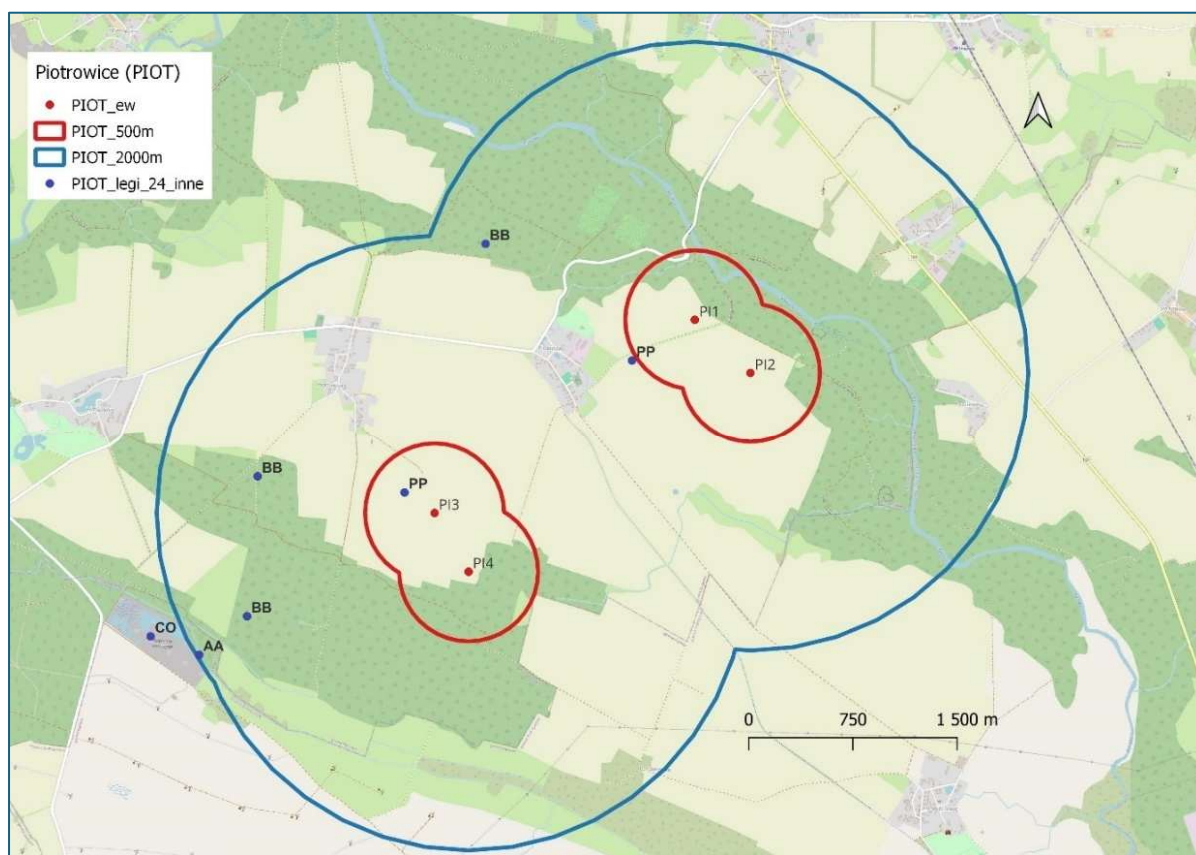 Piotrowice (PIOT)
PIOT_ew
PIOT_500m
PIOT_2000m
PIOT_legi_24_inne
BB
PI1
PP
PI2
BB
PP
PI3
PI4
BB
CO
AA
0 750 1 500 m